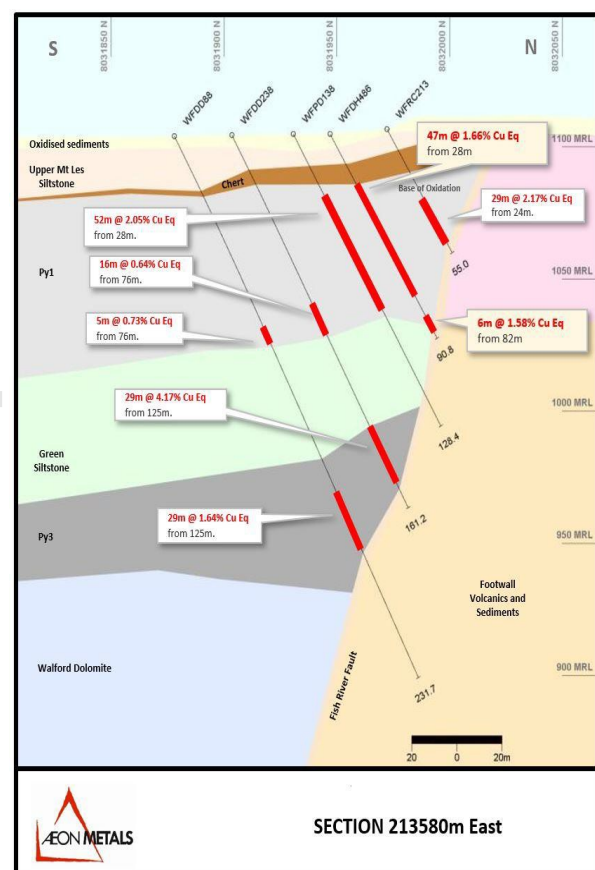 S
N
8031850 N
8031900 N
8031950 N
8032000 N
8032050 N
WFDD88
WFDD238
WFPD138
WFDH486
WFRC213
Oxidised sediments
Upper Mt Les
Siltstone
Chert
Base of Oxidation
47m @ 1.66% Cu Eq
from 28m
1100 MRL
29m @ 2.17% Cu Eq
from 24m.
52m @ 2.05% Cu Eq
from 28m.
16m @ 0.64% Cu Eq
from 76m.
Py1
55.0
1050 MRL
5m @ 0.73% Cu Eq
from 76m.
6m @ 1.58% Cu Eq
from 82m
90.8
29m @ 4.17% Cu Eq
from 125m.
1000 MRL
128.4
Green
Siltstone
29m @ 1.64% Cu Eq
from 125m.
161.2
Py3
950 MRL
Footwall
Volcanics and
Sediments
Walford Dolomite
Fish River Fault
900 MRL
231.7
20 0 20m
ÆON METALS
SECTION 213580m East